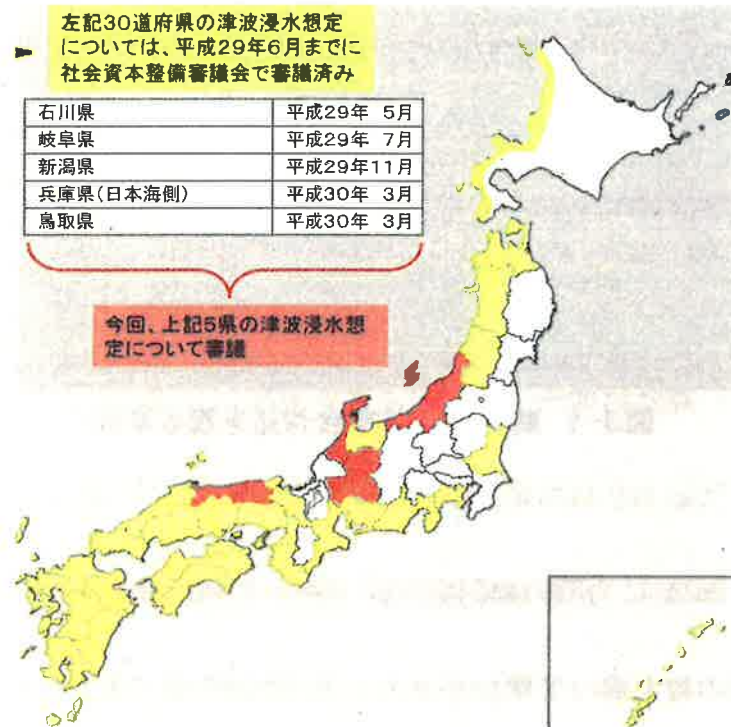 左記30道府県の津波浸水想定
については、平成29年6月までに
社会資本整備審議会で審議済み
石川県 平成29年 5月
岐阜県 平成29年 7月
新潟県 平成29年11月
兵庫県(日本海側) 平成30年 3月
鳥取県 平成30年 3月
今回、上記5県の津波浸水想
定について審議